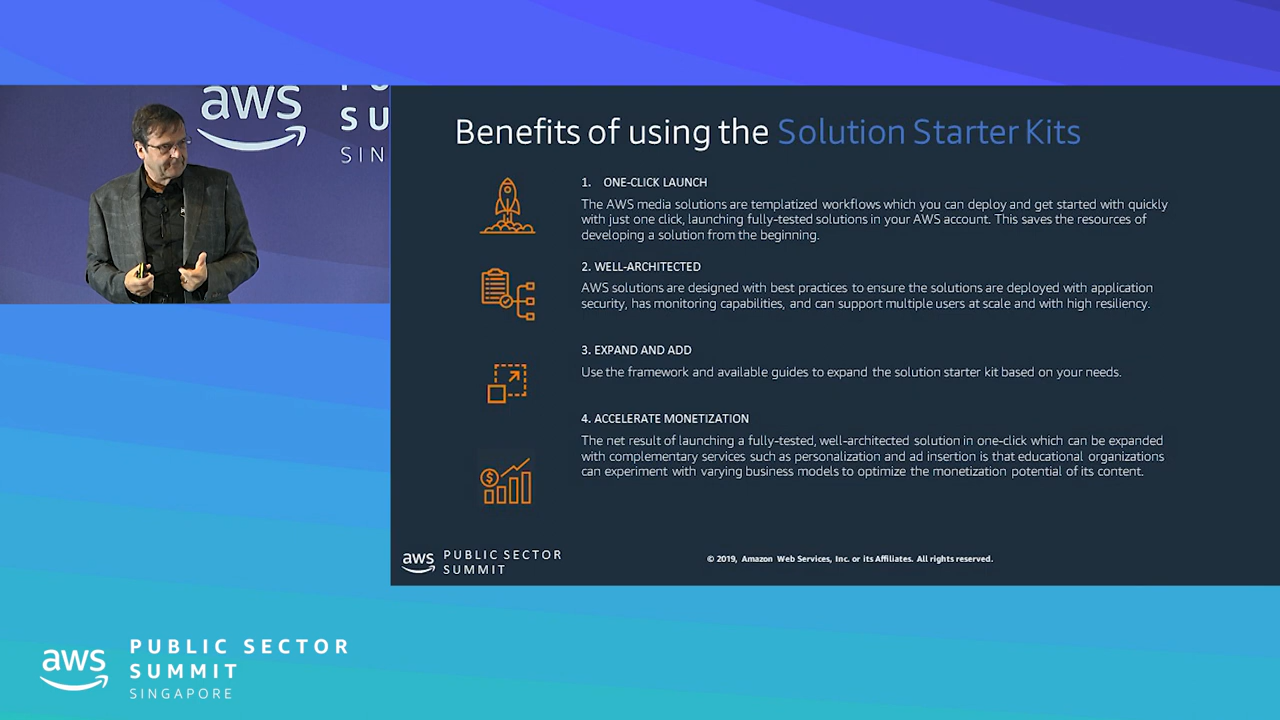 aws
SU
SIN
Benefits of using the Solution Starter Kits
1. ONE-CLICK LAUNCH
The AWS media solutions are templatized workflows which you can deploy and get started with quickly
with just one click, launching fully-tested solutions in your AWS account. This saves the resources of
developing a solution from the beginning.
2. WELL-ARCHITECTED
AWS solutions are designed with best practices to ensure the solutions are deployed with application
security, has monitoring capabilities, and can support multiple users at scale and with high resiliency.
3. EXPAND AND ADD
Use the framework and available guides to expand the solution starter kit based on your needs.
4. ACCELERATE MONETIZATION
The net result of launching a fully-tested, well-architected solution in one-click which can be expanded
with complementary services such as personalization and ad insertion is that educational organizations
can experiment with varying business models to optimize the monetization potential of its content.
aws PUBLIC SECTOR
SUMMIT
© 2019, Amazon Web Services, Inc. or its Affiliates. All rights reserved.
aws PUBLIC SECTOR
SUMMIT
SINGAPORE